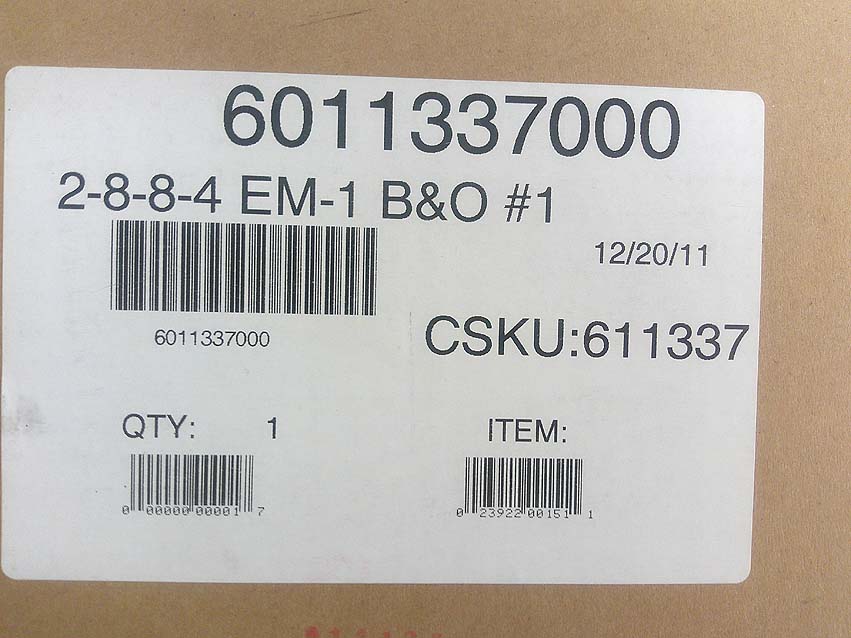 6011337000
2-8-8-4 EM-1 B&O #1
12/20/11
6011337000
CSKU:611337
QTY: 1
ITEM:
0 00000 00001 7
0 23922 00151 1